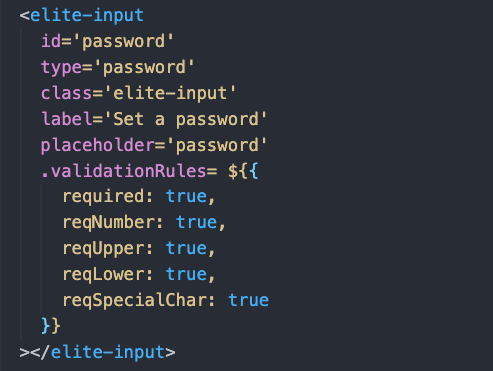 <elite-input
id='password'
type='password'
class='elite-input'
label='Set a password'
placeholder='password'
.validationRules= ${{
required: true,
reqNumber: true,
reqUpper: true,
reqLower: true,
reqSpecialChar: true
}}
></elite-input>